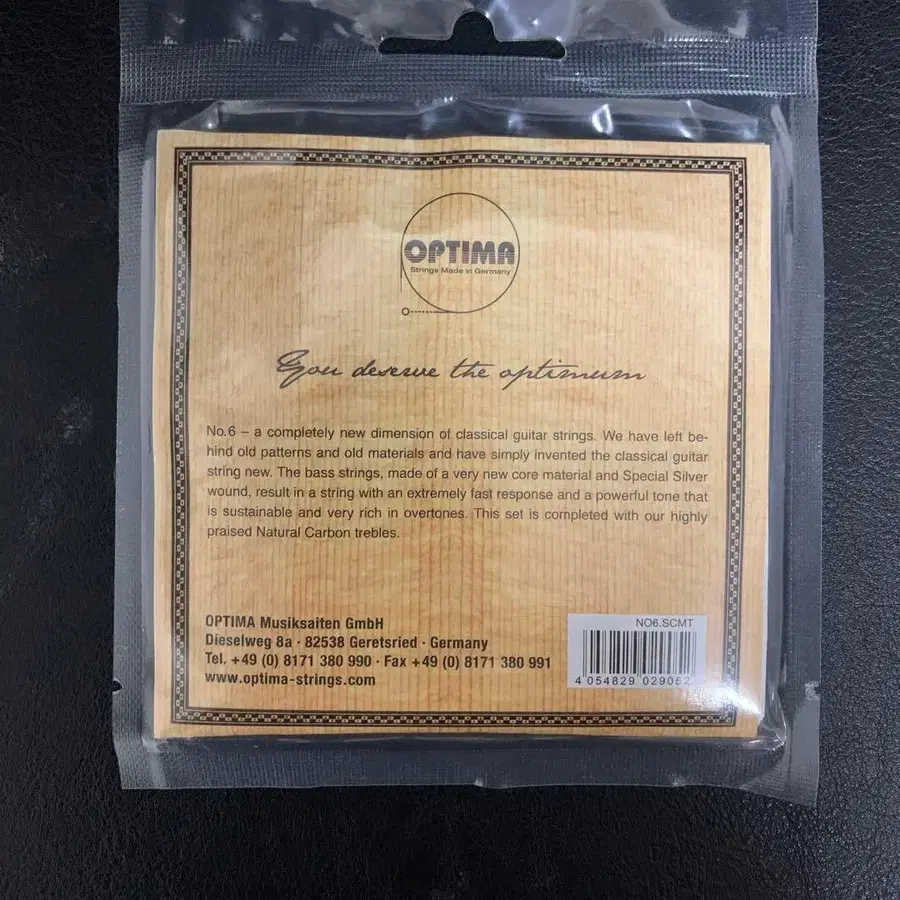 OPTIMA
Strings Made in Germany
You deserve the optimum
No.6 – a completely new dimension of classical guitar strings. We have left be-
hind old patterns and old materials and have simply invented the classical guitar
string new. The bass strings, made of a very new core material and Special Silver
wound, result in a string with an extremely fast response and a powerful tone that
is sustainable and very rich in overtones. This set is completed with our highly
praised Natural Carbon trebles.
OPTIMA Musiksaiten GmbH
Dieselweg 8a · 82538 Geretsried · Germany
Tel. +49 (0) 8171 380 990 · Fax +49 (0) 8171 380 991
www.optima-strings.com
NO6.SCMT
4 054829 029052